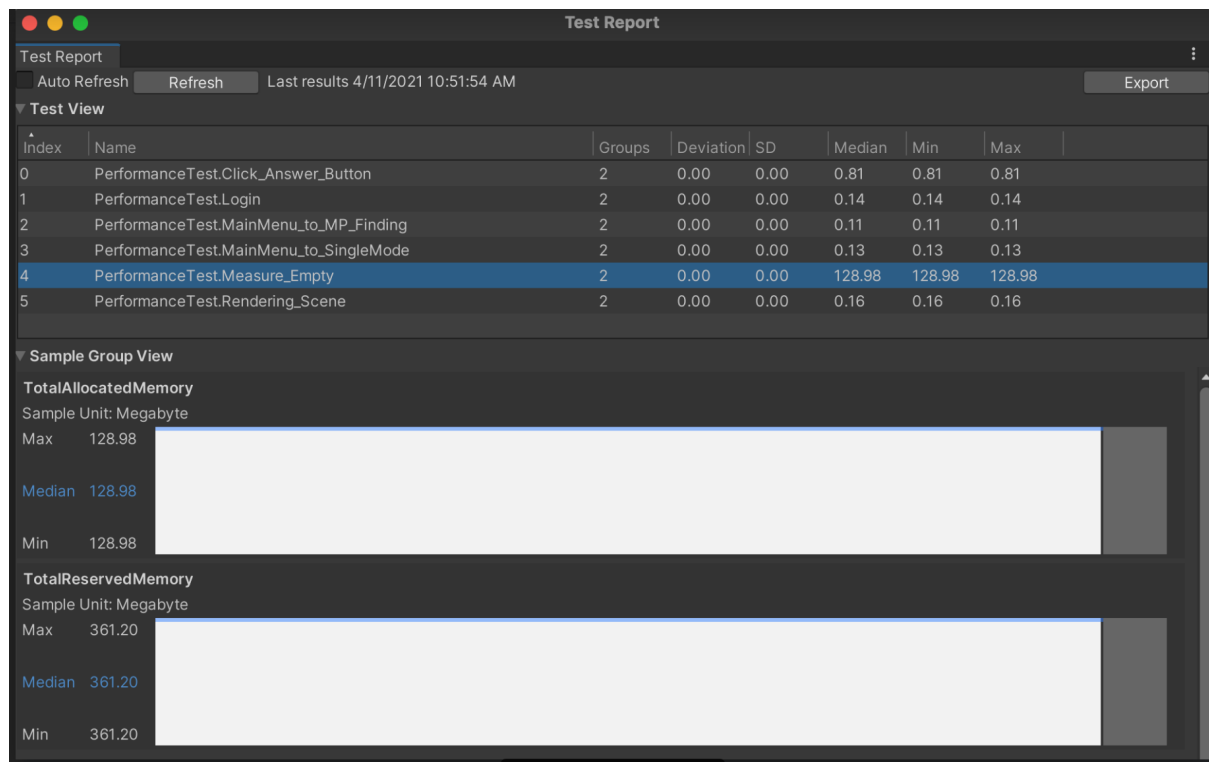 Test Report
Test Report
Auto Refresh Refresh Last results 4/11/2021 10:51:54 AM Export
Test View
Index Name Groups Deviation SD Median Min Max
0 PerformanceTest.Click_Answer_Button 2 0.00 0.00 0.81 0.81 0.81
1 PerformanceTest.Login 2 0.00 0.00 0.14 0.14 0.14
2 PerformanceTest.MainMenu_to_MP_Finding 2 0.00 0.00 0.11 0.11 0.11
3 PerformanceTest.MainMenu_to_SingleMode 2 0.00 0.00 0.13 0.13 0.13
4 PerformanceTest.Measure_Empty 2 0.00 0.00 128.98 128.98 128.98
5 PerformanceTest.Rendering_Scene 2 0.00 0.00 0.16 0.16 0.16
Sample Group View
TotalAllocatedMemory
Sample Unit: Megabyte
Max 128.98
Median 128.98
Min 128.98
TotalReservedMemory
Sample Unit: Megabyte
Max 361.20
Median 361.20
Min 361.20